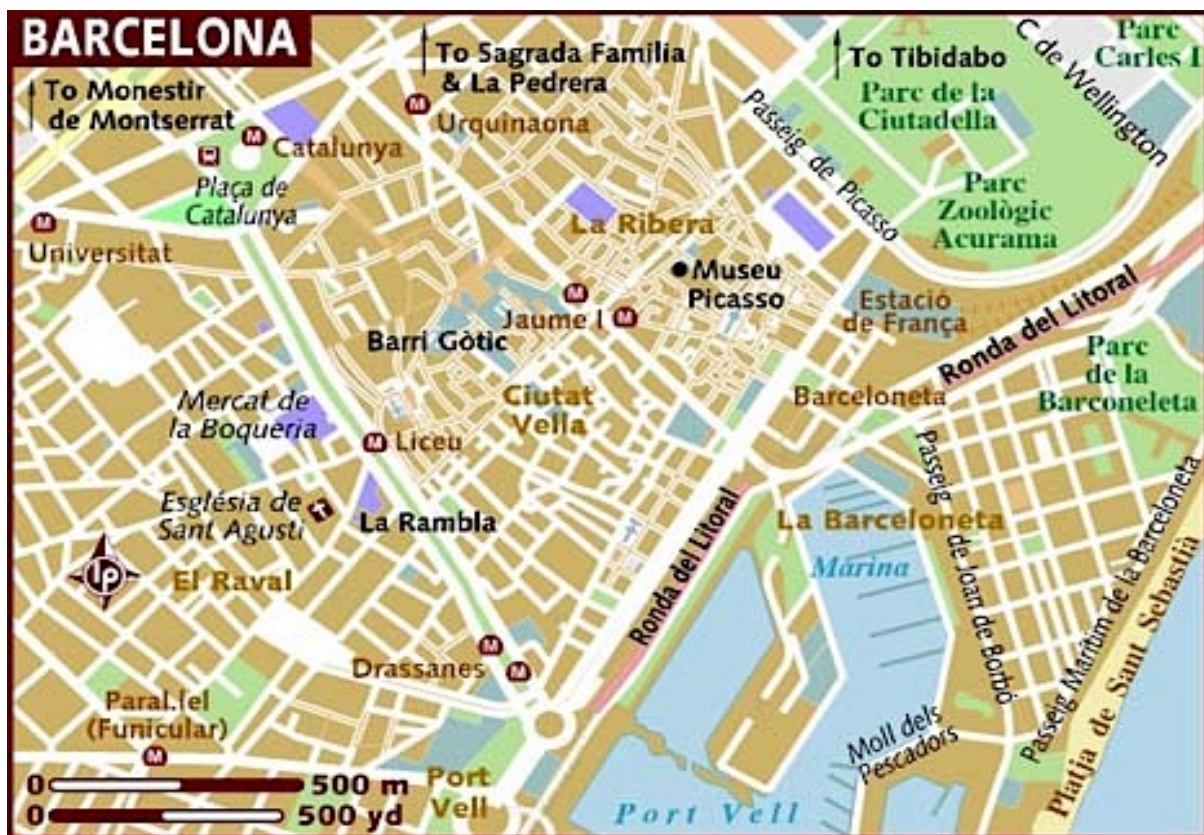 BARCELONA
To Monestir
de Montserrat
To Sagrada Família
& La Pedrera
To Tibidabo
C de Wellington
Parc
Carles I
Parc de la
Ciutadella
Passeig de Picasso
M
Urquinaona
M
Catalunya
Plaça de
Catalunya
M
Universitat
La Ribera
Parc
Zoològic
Acurama
Museu
Picasso
M
Jaume I
M
Estació
de França
Ronda del Litoral
Barri Gòtic
Ciutat
Vella
Barceloneta
Parc
de la
Barconeleta
Mercat de
la Boqueria
M
Liceu
Església de
Sant Agustí
La Rambla
Ronda del Litoral
La Barceloneta
Marina
Passeig de Joan de Borbó
Passeig Marítim de la Barceloneta
Platja de Sant Sebastià
LP
El Raval
Drassanes
M
M
Paral.lel
(Funicular)
M
Moll dels
Pescadors
Port
Vell
Port Vell
0 500 m
0 500 yd